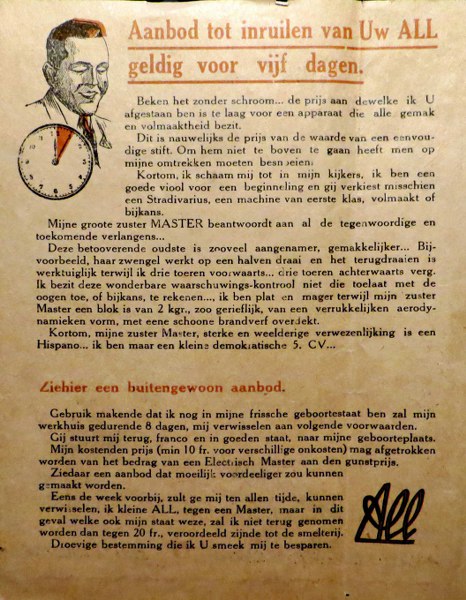 Aanbod tot inruilen van Uw ALL
geldig voor vijf dagen.
Beken het zonder schroom... de prijs aan dewelke ik U
afgestaan ben is te laag voor een apparaat die alle gemak
en volmaaktheid bezit.
Dit is nauwelijks de prijs van de waarde van een eenvou-
dige stift. Om hem niet te boven te gaan heeft men op
mijne omtrekken moeten besnoeien.
Kortom, ik schaam mij tot in mijn kijkers, ik ben een
goede viool voor een beginneling en gij verkiest misschien
een Stradivarius, een machine van eerste klas, volmaakt of
bijkans.
Mijne groote zuster MASTER beantwoordt aan al de tegenwoordige en
toekomende verlangens...
Deze betooverende oudste is zooveel aangenamer, gemakkelijker... Bij-
voorbeeld, haar zwengel werkt op een halven draai en het terugdraaien is
werktuiglijk terwijl ik drie toeren voorwaarts... drie toeren achterwaarts verg.
Ik bezit deze wonderbare waarschuwings-kontrool niet die toelaat met de
oogen toe, of bijkans, te rekenen..., ik ben plat en mager terwijl mijn zuster
Master een blok is van 2 kgr., zoo gerieflijk, van een verrukkelijken aerody-
namieken vorm, met eene schoone brandverf overdekt.
Kortom, mijne zuster Master, sterke en weelderige verwezenlijking is een
Hispano... ik ben maar een kleine demokratische 5. CV...
Ziehier een buitengewoon aanbod.
Gebruik makende dat ik nog in mijne frissche geboortestaat ben zal mijn
werkhuis gedurende 8 dagen, mij verwisselen aan volgende voorwaarden.
Gij stuurt mij terug, franco en in goeden staat, naar mijne geboorteplaats.
Mijn kostenden prijs (min 10 fr. voor verschillige onkosten) mag afgetrokken
worden van het bedrag van een Electrisch Master aan den gunstprijs.
Ziedaar een aanbod dat moeilijk voordeeliger zou kunnen
gemaakt worden.
Eens de week voorbij, zult ge mij ten allen tijde, kunnen
verwisselen, ik kleine ALL, tegen een Master, maar in dit
geval welke ook mijn staat weze, zal ik niet terug genomen
worden dan tegen 20 fr., veroordeeld zijnde tot de smelterij.
Droevige bestemming die ik U smeek mij te besparen.
All